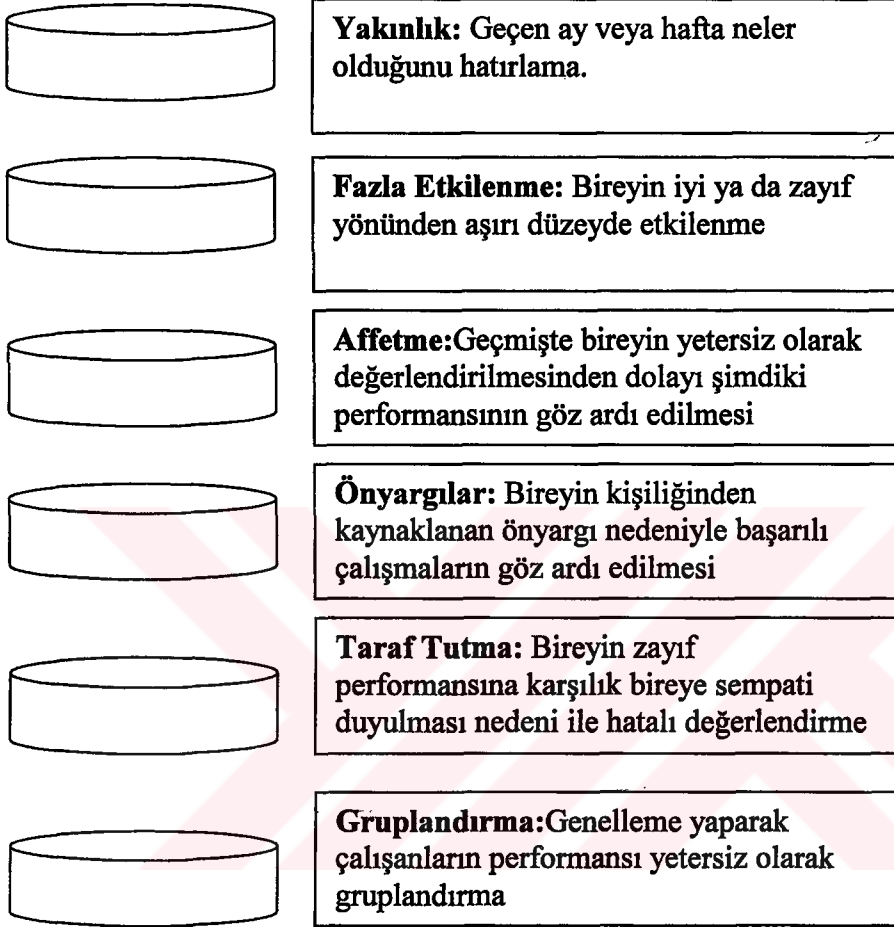 Yakınlık: Geçen ay veya hafta neler
olduğunu hatırlama.
Fazla Etkilenme: Bireyin iyi ya da zayıf
yönünden aşırı düzeyde etkilenme
Affetme:Geçmişte bireyin yetersiz olarak
değerlendirilmesinden dolayı şimdiki
performansının göz ardı edilmesi
Önyargılar: Bireyin kişiliğinden
kaynaklanan önyargı nedeniyle başarılı
çalışmaların göz ardı edilmesi
Taraf Tutma: Bireyin zayıf
performansına karşılık bireye sempati
duyulması nedeni ile hatalı değerlendirme
Gruplandırma:Genelleme yaparak
çalışanların performansı yetersiz olarak
gruplandırma